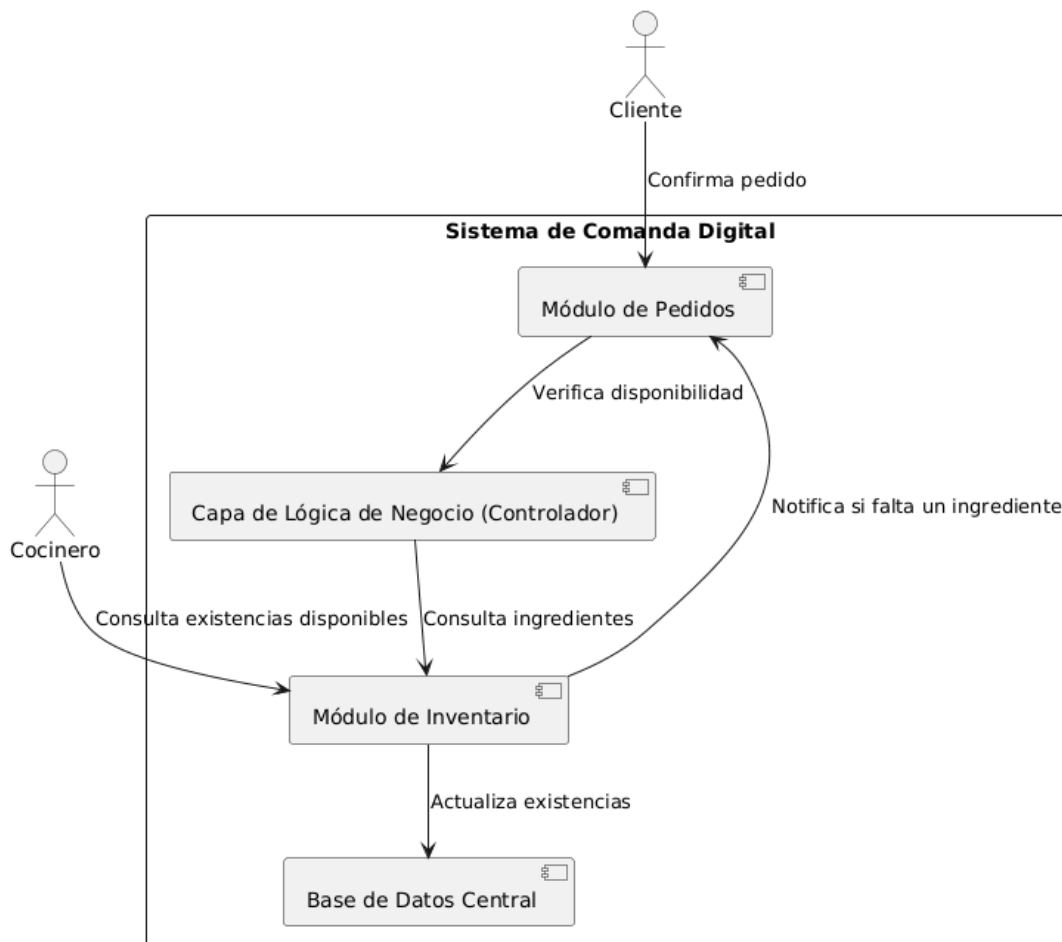 Cliente
Confirma pedido
Sistema de Comanda Digital
Módulo de Pedidos
Verifica disponibilidad
Capa de Lógica de Negocio (Controlador)
Notifica si falta un ingrediente
Cocinero
Consulta existencias disponibles
Consulta ingredientes
Módulo de Inventario
Actualiza existencias
Base de Datos Central